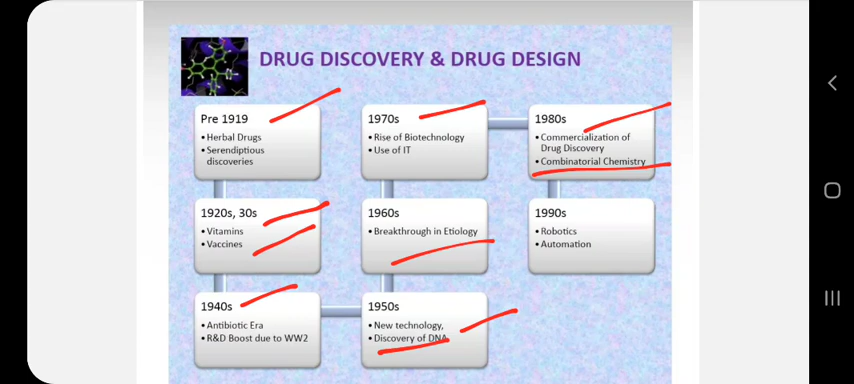 DRUG DISCOVERY & DRUG DESIGN
Pre 1919
• Herbal Drugs
• Serendiptious
discoveries
1920s, 30s
• Vitamins
• Vaccines
1940s
• Antibiotic Era
• R&D Boost due to WW2
1950s
• New technology,
• Discovery of DNA
1960s
• Breakthrough in Etiology
1970s
• Rise of Biotechnology
• Use of IT
1980s
• Commercialization of
Drug Discovery
• Combinatorial Chemistry
1990s
• Robotics
• Automation